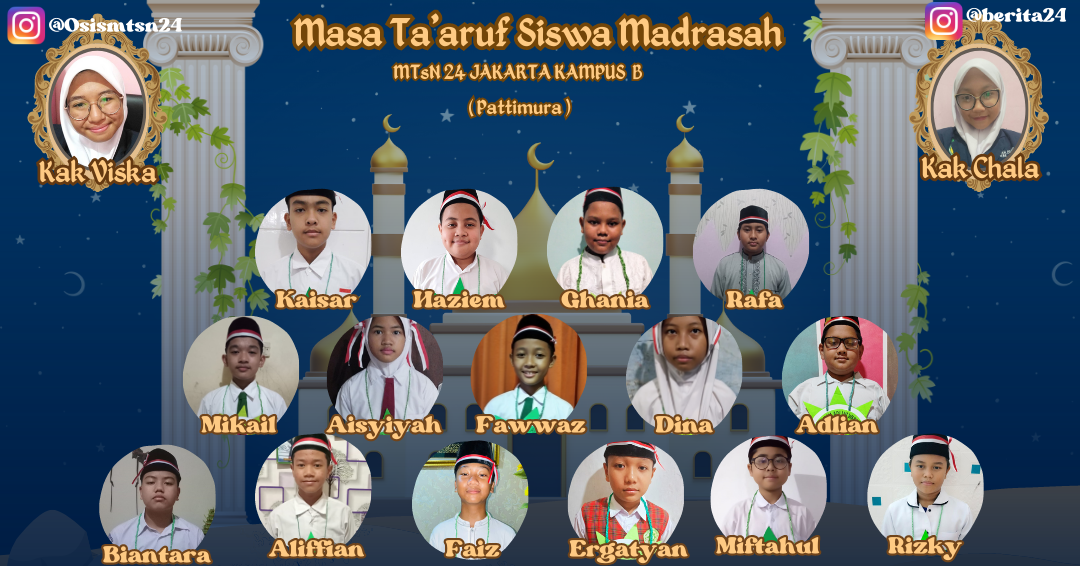 @Osismtsn24
@berita24
Masa Ta'aruf Siswa Madrasah
MTsN 24 JAKARTA KAMPUS B
(Pattimura)
Kak Viska
Kak Chala
Kaisar
Naziem
Ghania
Rafa
Mikail
Aisyiyah
Fawwaz
Dina
Adlian
Biantara
Aliffian
Faiz
Ergatyan
Miftahul
Rizky